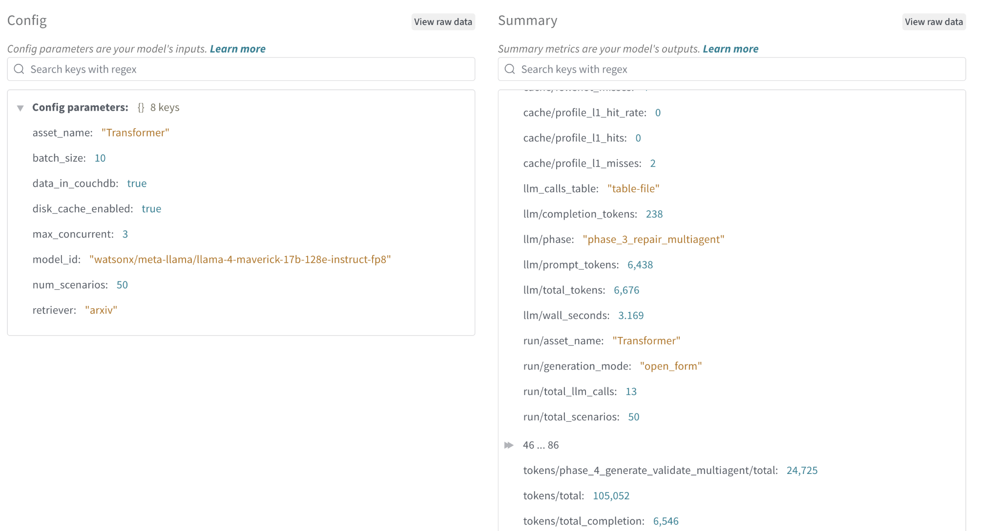 Config
View raw data
Config parameters are your model's inputs. Learn more
Search keys with regex
Config parameters: {} 8 keys
asset_name: "Transformer"
batch_size: 10
data_in_couchdb: true
disk_cache_enabled: true
max_concurrent: 3
model_id: "watsonx/meta-llama/llama-4-maverick-17b-128e-instruct-fp8"
num_scenarios: 50
retriever: "arxiv"
Summary
View raw data
Summary metrics are your model's outputs. Learn more
Search keys with regex
cache/profile_l1_hit_rate: 0
cache/profile_l1_hits: 0
cache/profile_l1_misses: 2
llm_calls_table: "table-file"
llm/completion_tokens: 238
llm/phase: "phase_3_repair_multiagent"
llm/prompt_tokens: 6,438
llm/total_tokens: 6,676
llm/wall_seconds: 3.169
run/asset_name: "Transformer"
run/generation_mode: "open_form"
run/total_llm_calls: 13
run/total_scenarios: 50
46 ... 86
tokens/phase_4_generate_validate_multiagent/total: 24,725
tokens/total: 105,052
tokens/total_completion: 6,546